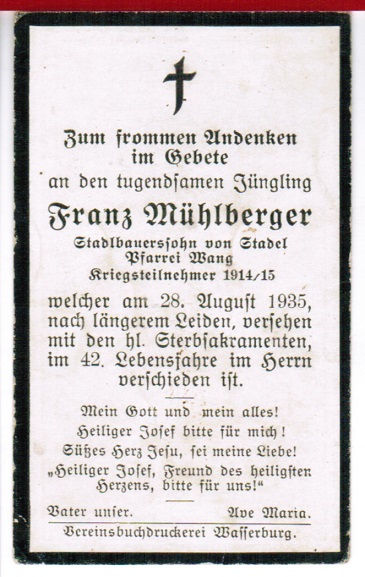 Zum frommen Andenken
im Gebete
an den tugendsamen Jüngling
Franz Mühlberger
Stadlbauerssohn von Stadel
Pfarrei Wang
Kriegsteilnehmer 1914/15
welcher am 28. August 1935,
nach längerem Leiden, versehen
mit den hl. Sterbsakramenten,
im 42. Lebensjahre im Herrn
verschieden ist.
Mein Gott und mein alles!
Heiliger Josef bitte für mich!
Süßes Herz Jesu, sei meine Liebe!
„Heiliger Josef, Freund des heiligsten
Herzens, bitte für uns!"
Vater unser. Ave Maria.
Vereinsbuchdruckerei Wasserburg.